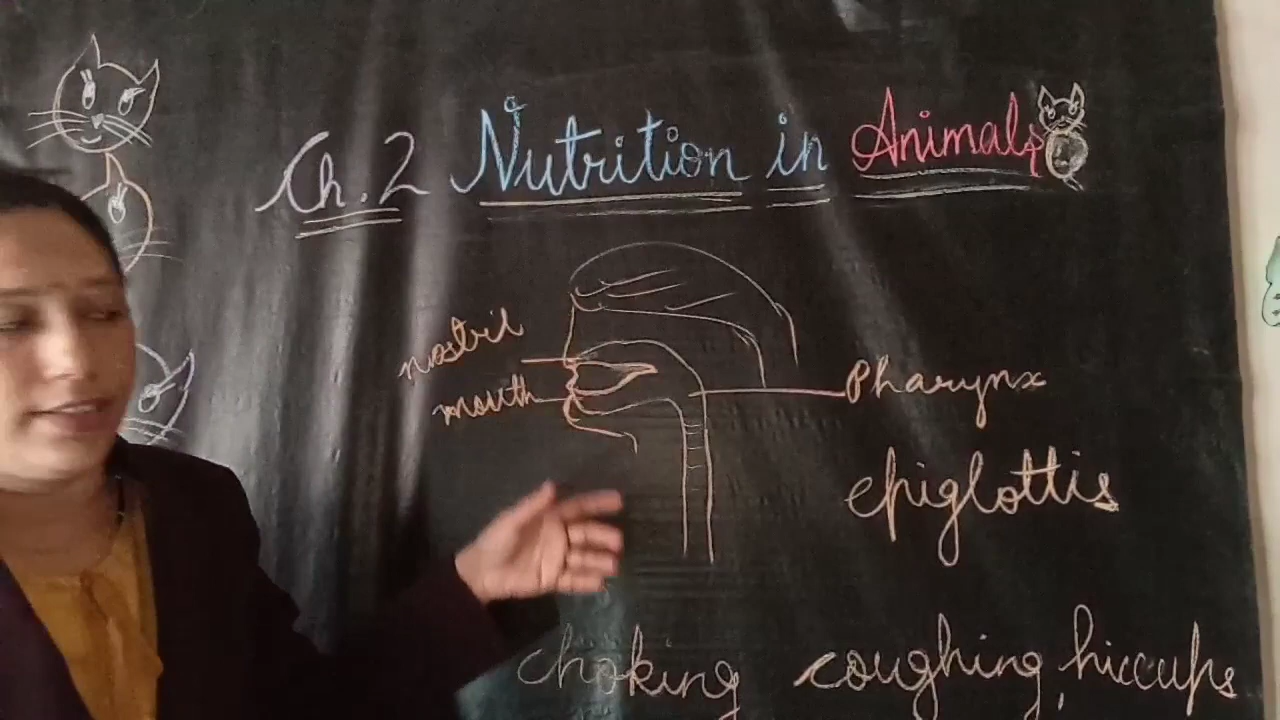 Ch. 2 Nutrition in Animals
nostril
mouth
Pharynx
epiglottis
choking coughing, hiccups